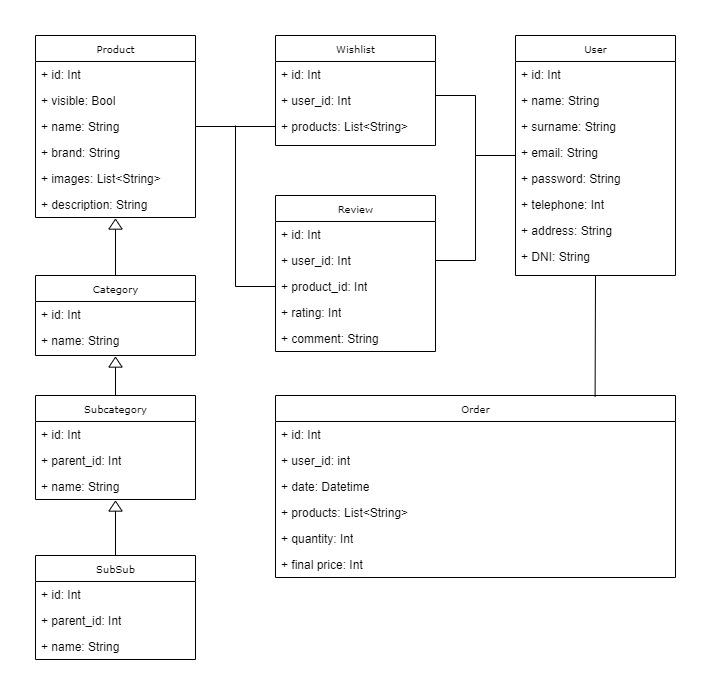 Product
+ id: Int
+ visible: Bool
+ name: String
+ brand: String
+ images: List<String>
+ description: String
Wishlist
+ id: Int
+ user_id: Int
+ products: List<String>
User
+ id: Int
+ name: String
+ surname: String
+ email: String
+ password: String
+ telephone: Int
+ address: String
+ DNI: String
Review
+ id: Int
+ user_id: Int
+ product_id: Int
+ rating: Int
+ comment: String
Category
+ id: Int
+ name: String
Subcategory
+ id: Int
+ parent_id: Int
+ name: String
Order
+ id: Int
+ user_id: int
+ date: Datetime
+ products: List<String>
+ quantity: Int
+ final price: Int
SubSub
+ id: Int
+ parent_id: Int
+ name: String